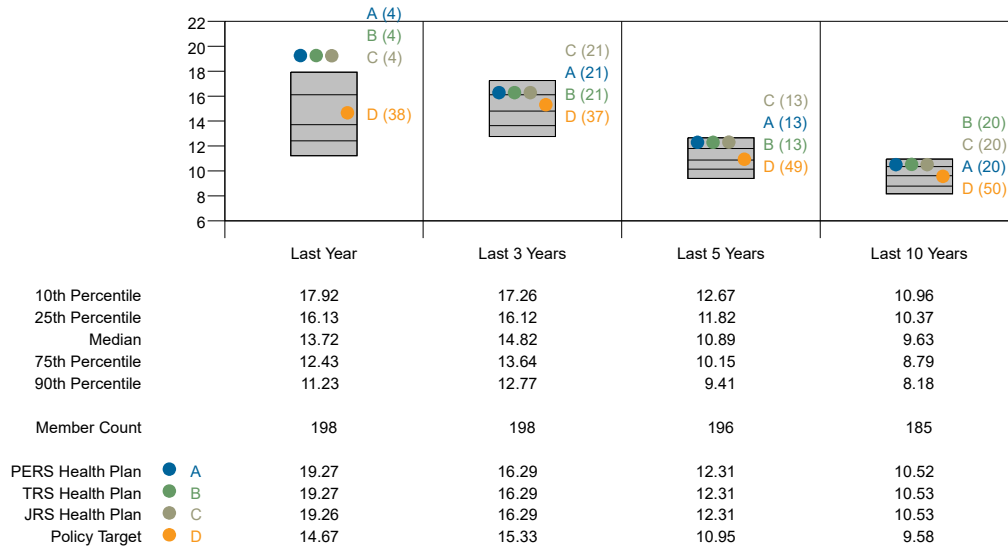 22
20
18
16
14
12
10
8
6
A (4)
B (4)
C (4)
D (38)
C (21)
A (21)
B (21)
D (37)
C (13)
A (13)
B (13)
D (49)
B (20)
C (20)
A (20)
D (50)
Last Year Last 3 Years Last 5 Years Last 10 Years
10th Percentile 17.92 17.26 12.67 10.96
25th Percentile 16.13 16.12 11.82 10.37
Median 13.72 14.82 10.89 9.63
75th Percentile 12.43 13.64 10.15 8.79
90th Percentile 11.23 12.77 9.41 8.18
Member Count 198 198 196 185
PERS Health Plan A 19.27 16.29 12.31 10.52
TRS Health Plan B 19.27 16.29 12.31 10.53
JRS Health Plan C 19.26 16.29 12.31 10.53
Policy Target D 14.67 15.33 10.95 9.58